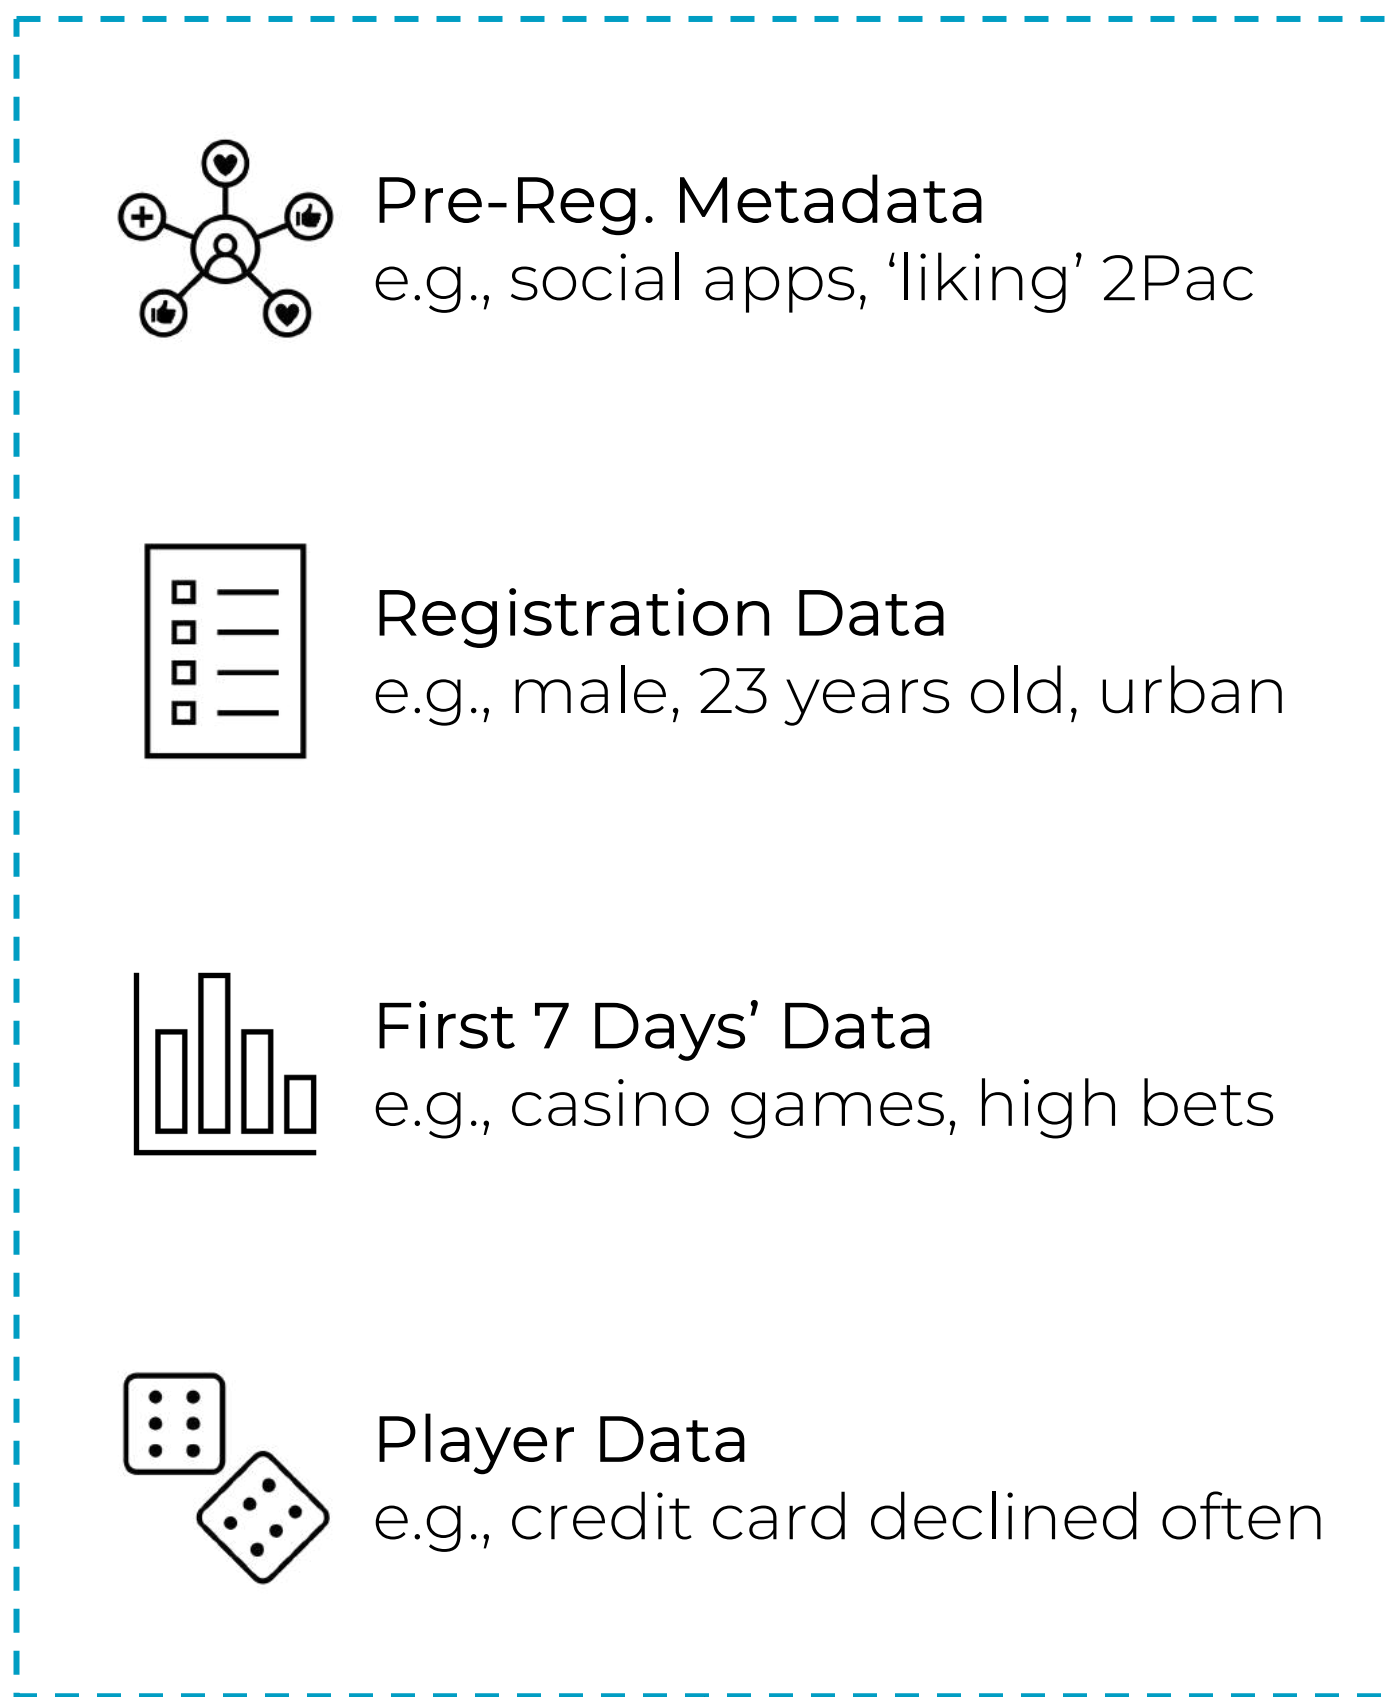 Pre-Reg. Metadata
e.g., social apps, ‘liking’ 2Pac
Registration Data
e.g., male, 23 years old, urban
First 7 Days’ Data
e.g., casino games, high bets
Player Data
e.g., credit card declined often